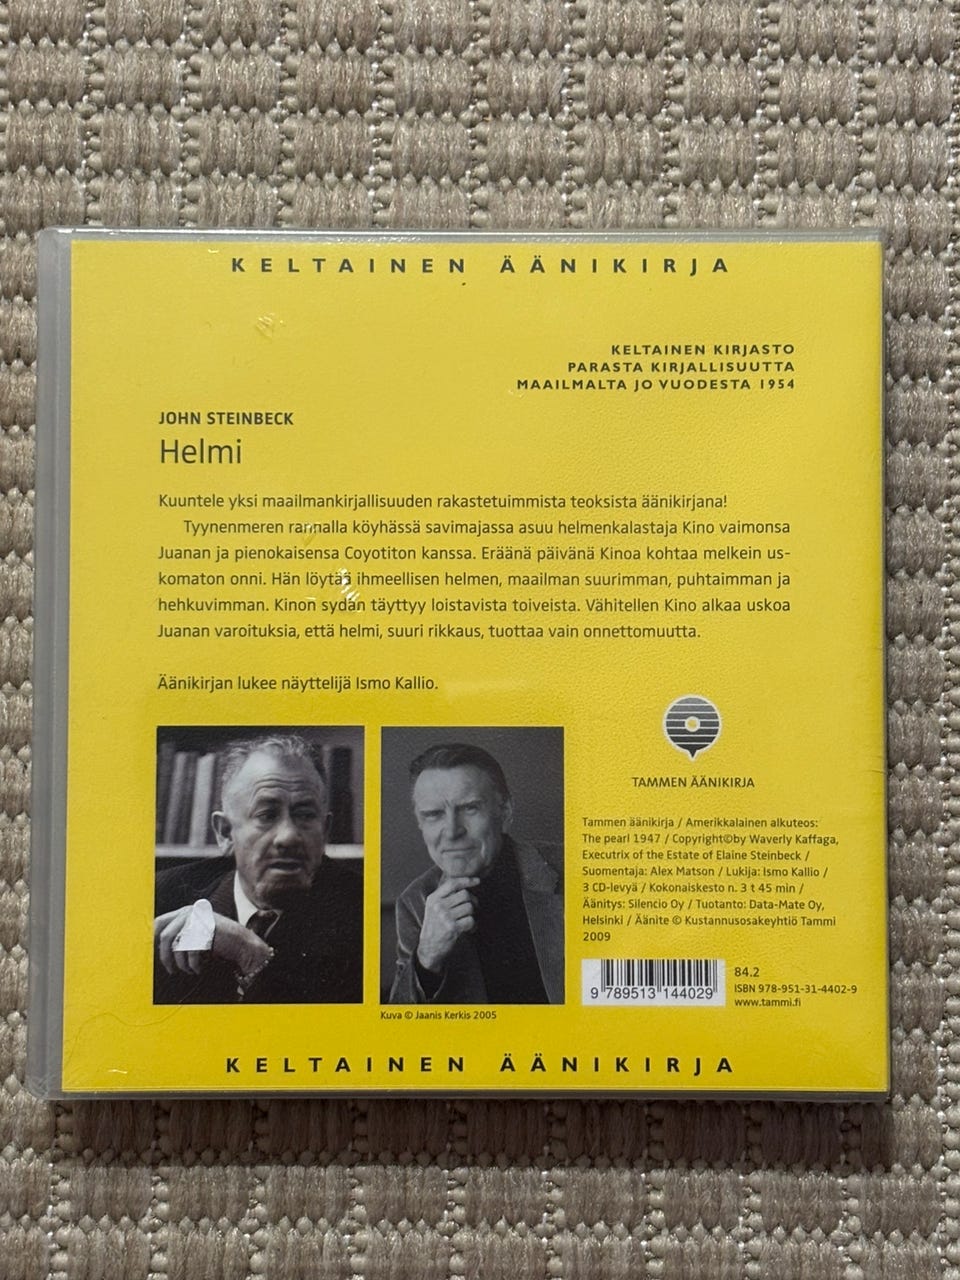 KELTAINEN ÄÄNIKIRJA
KELTAINEN KIRJASTO
PARASTA KIRJALLISUUTTA
MAAILMALTA JO VUODESTA 1954
JOHN STEINBECK
Helmi
Kuuntele yksi maailmankirjallisuuden rakastetuimmista teoksista äänikirjana!
Tyynenmeren rannalla köyhässä savimajassa asuu helmenkalastaja Kino vaimonsa
Juanan ja pienokaisensa Coyotiton kanssa. Eräänä päivänä Kinoa kohtaa melkein us-
komaton onni. Hän löytää ihmeellisen helmen, maailman suurimman, puhtaimman ja
hehkuvimman. Kinon sydän täyttyy loistavista toiveista. Vähitellen Kino alkaa uskoa
Juanan varoituksia, että helmi, suuri rikkaus, tuottaa vain onnettomuutta.
Äänikirjan lukee näyttelijä Ismo Kallio.
TAMMEN ÄÄNIKIRJA
Tammen äänikirja / Amerikkalainen alkuteos:
The pearl 1947 / Copyright©by Waverly Kaffaga,
Executrix of the Estate of Elaine Steinbeck /
Suomentaja: Alex Matson / Lukija: Ismo Kallio /
3 CD-levyä / Kokonaiskesto n. 3 t 45 min /
Äänitys: Silencio Oy / Tuotanto: Data-Mate Oy,
Helsinki / Äänite © Kustannusosakeyhtiö Tammi
2009
9 789513 144029
84.2
ISBN 978-951-31-4402-9
www.tammi.fi
Kuva © Jaanis Kerkis 2005
KELTAINEN ÄÄNIKIRJA